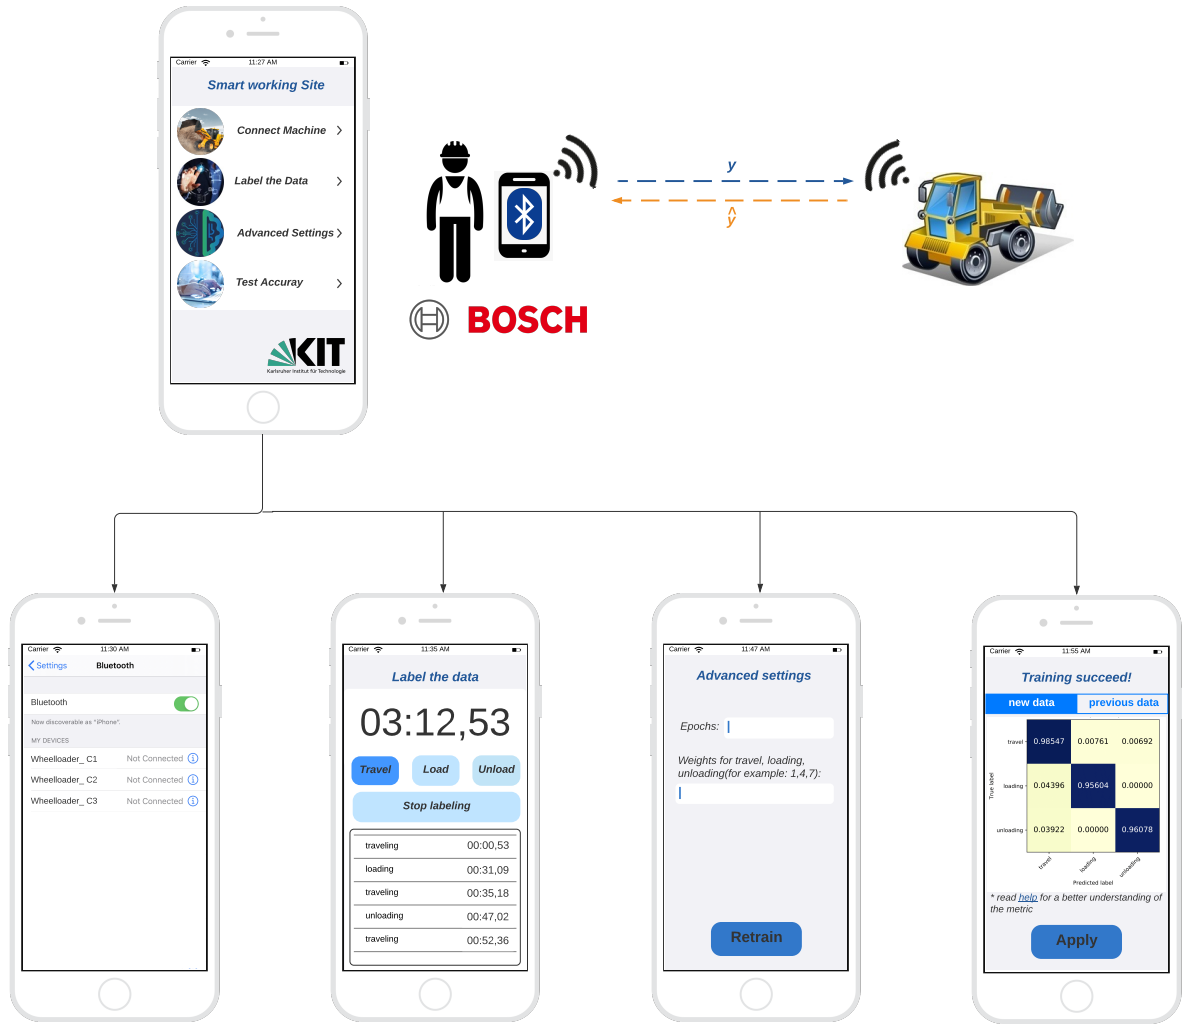 Carrier 11:27 AM
Smart working Site
Connect Machine
Label the Data
Advanced Settings
Test Accuray
KIT
Karlsruher Institut für Technologie
BOSCH
y
ŷ
Carrier 11:30 AM
Settings Bluetooth
Bluetooth
Now discoverable as "iPhone".
MY DEVICES
Wheelloader_ C1 Not Connected
Wheelloader_ C2 Not Connected
Wheelloader_ C3 Not Connected
Carrier 11:35 AM
Label the data
03:12,53
Travel Load Unload
Stop labeling
traveling 00:00,53
loading 00:31,09
traveling 00:35,18
unloading 00:47,02
traveling 00:52,36
Carrier 11:47 AM
Advanced settings
Epochs:
Weights for travel, loading,
unloading(for example: 1,4,7):
Retrain
Carrier 11:55 AM
Training succeed!
new data previous data
True label
travel 0.98547 0.00761 0.00692
loading 0.04396 0.95604 0.00000
unloading 0.03922 0.00000 0.96078
travel loading unloading
Predicted label
* read help for a better understanding of
the metric
Apply